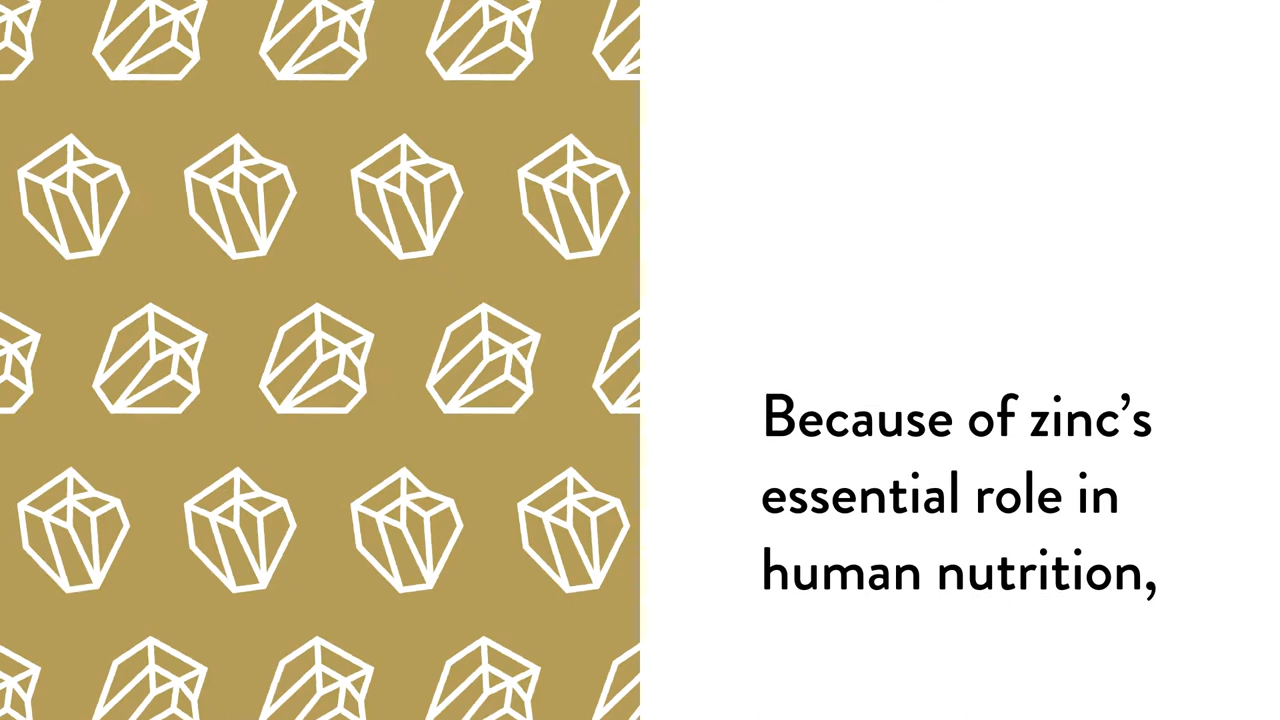 Because of zinc’s
essential role in
human nutrition,